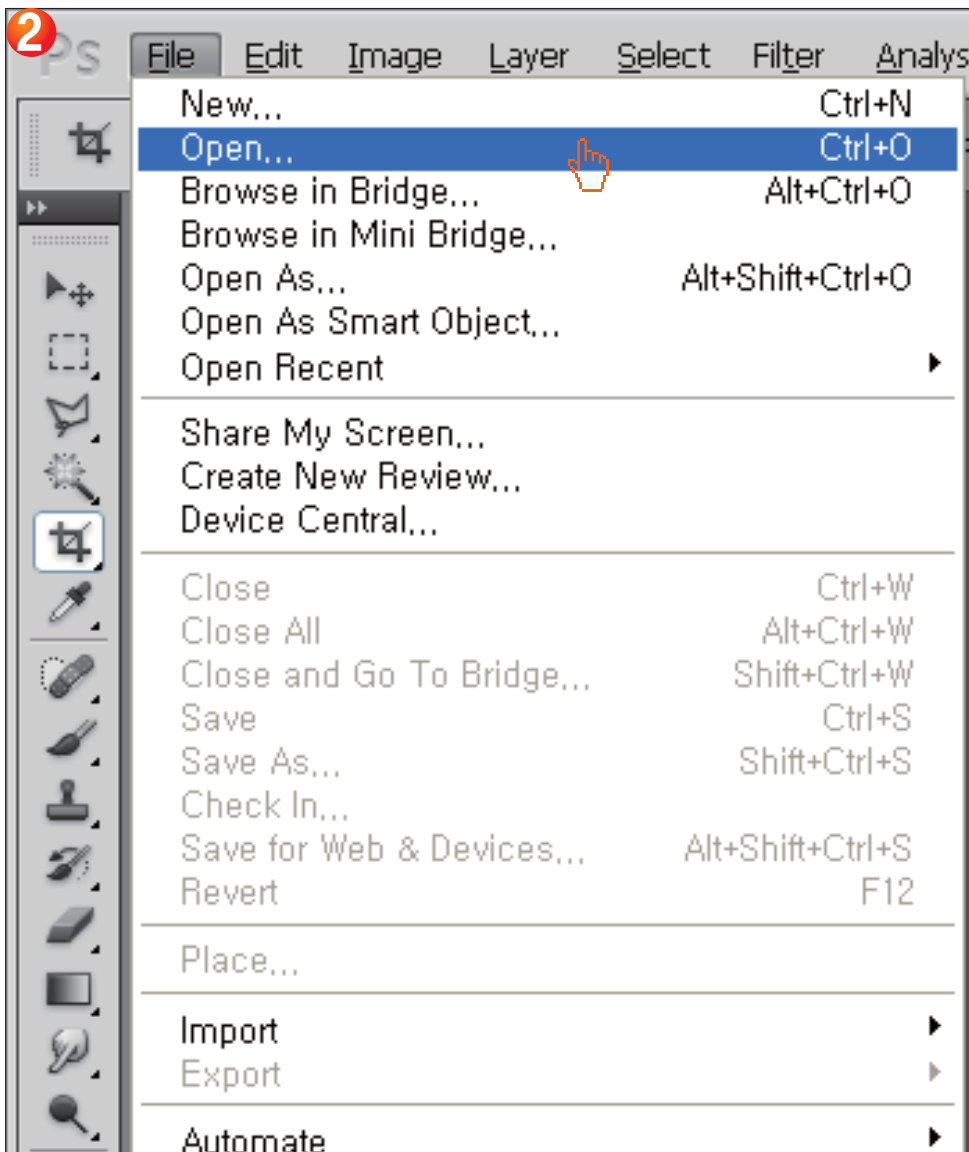 2
Ps File Edit Image Layer Select Filter Analys
New... Ctrl+N
Open... Ctrl+O
Browse in Bridge... Alt+Ctrl+O
Browse in Mini Bridge...
Open As... Alt+Shift+Ctrl+O
Open As Smart Object...
Open Recent
Share My Screen...
Create New Review...
Device Central...
Close Ctrl+W
Close All Alt+Ctrl+W
Close and Go To Bridge... Shift+Ctrl+W
Save Ctrl+S
Save As... Shift+Ctrl+S
Check In...
Save for Web & Devices... Alt+Shift+Ctrl+S
Revert F12
Place...
Import
Export
Automate